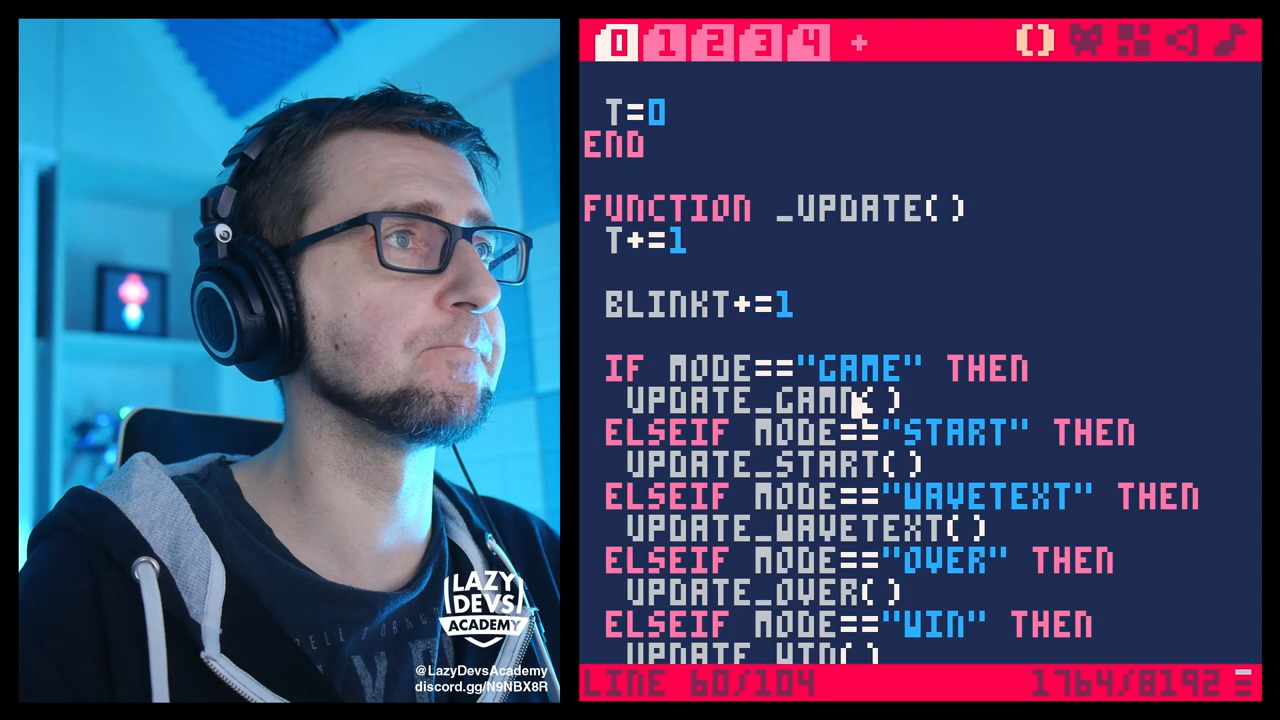 LAZY
DEVS
ACADEMY
@LazyDevsAcademy
discord.gg/N9NBX8R
0 1 2 3 4 +
T=0
END
FUNCTION _UPDATE()
T+=1
BLINKT+=1
IF MODE=="GAME" THEN
UPDATE_GAME()
ELSEIF MODE=="START" THEN
UPDATE_START()
ELSEIF MODE=="WAVETEXT" THEN
UPDATE_WAVETEXT()
ELSEIF MODE=="OVER" THEN
UPDATE_OVER()
ELSEIF MODE=="WIN" THEN
UPDATE_WIN()
LINE 60/104
1764/8192